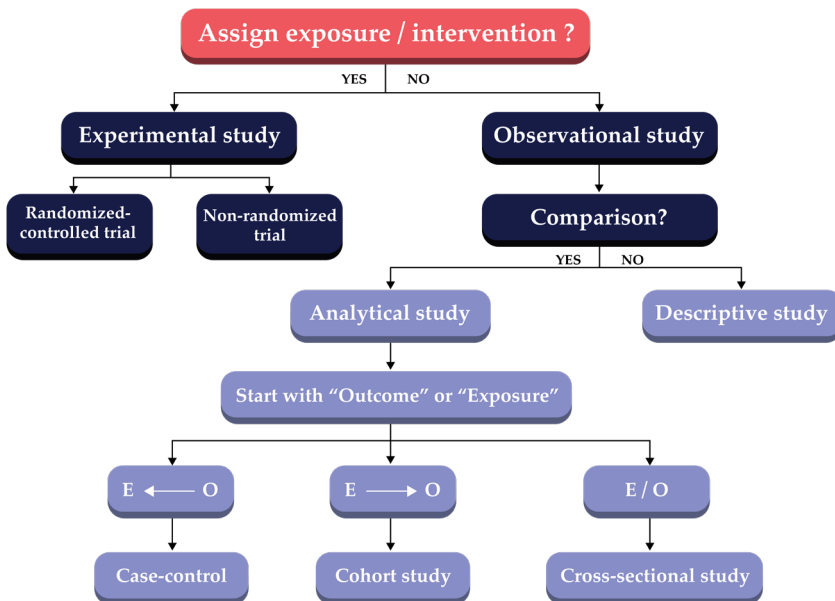 Assign exposure / intervention ?
YES NO
Experimental study
Observational study
Randomized-
controlled trial
Non-randomized
trial
Comparison?
YES NO
Analytical study
Descriptive study
Start with “Outcome” or “Exposure”
E O
E O
E / O
Case-control
Cohort study
Cross-sectional study